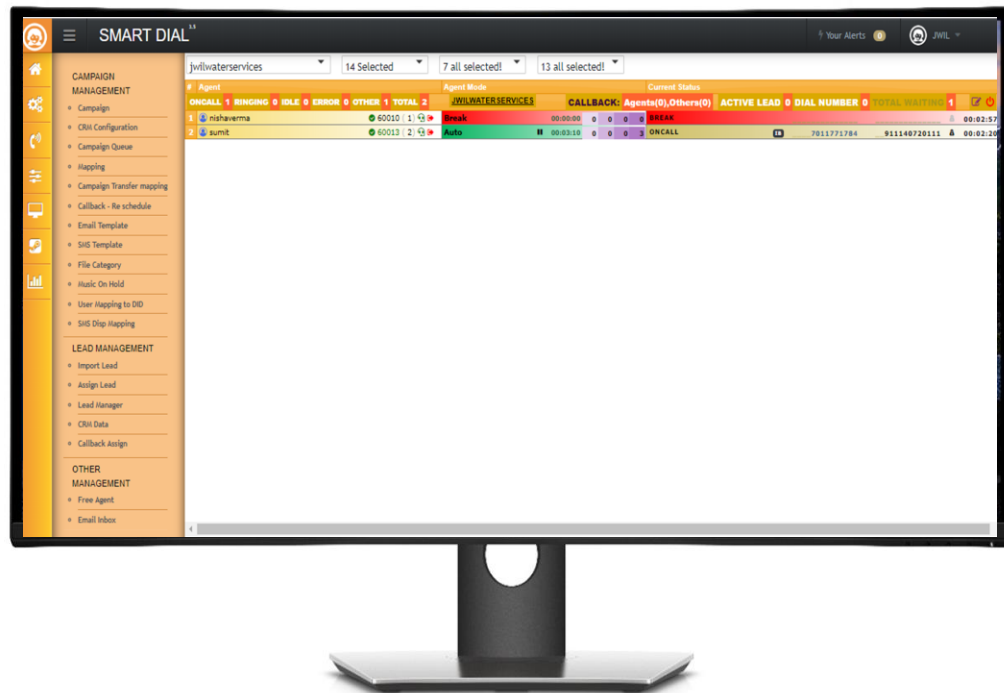 SMART DIAL
Your Alerts 0 JWIL
CAMPAIGN
MANAGEMENT
Campaign
CRM Configuration
Campaign Queue
Mapping
Campaign Transfer mapping
Callback - Re schedule
Email Template
SMS Template
File Category
Music On Hold
User Mapping to DID
SMS Disp Mapping
LEAD MANAGEMENT
Import Lead
Assign Lead
Lead Manager
CRM Data
Callback Assign
OTHER
MANAGEMENT
Free Agent
Email Inbox
jwilwaterservices 14 Selected 7 all selected! 13 all selected!
# Agent Agent Mode Current Status
ONCALL 1 RINGING 0 IDLE 0 ERROR 0 OTHER 1 TOTAL 2 JWILWATERSERVICES CALLBACK: Agents(0),Others(0) ACTIVE LEAD 0 DIAL NUMBER 0 TOTAL WAITING 1
1 nishaverma 60010 ( 1) Break 00:00:00 0 0 0 0 BREAK 00:02:57
2 sumit 60013 ( 2) Auto 00:03:10 0 0 0 3 ONCALL 7011771784 911140720111 00:02:20